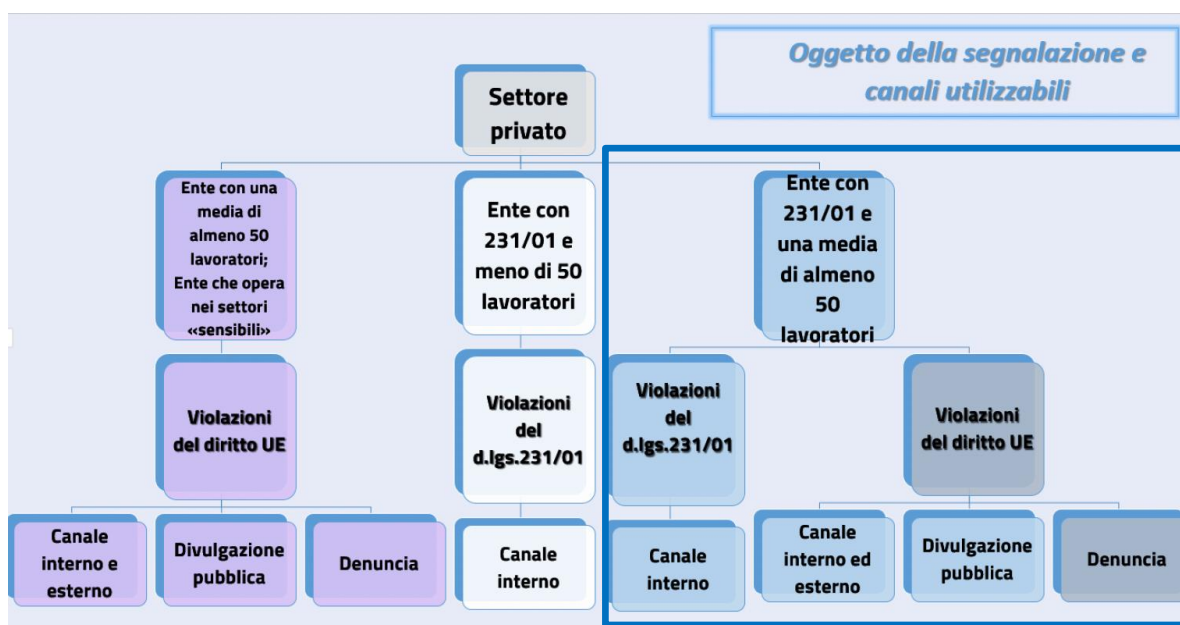 Oggetto della segnalazione e
canali utilizzabili
Settore
privato
Ente con una
media di
almeno 50
lavoratori;
Ente che opera
nei settori
«sensibili»
Ente con
231/01 e
meno di 50
lavoratori
Ente con
231/01 e
una media
di almeno
50
lavoratori
Violazioni
del diritto UE
Violazioni
del
d.lgs.231/01
Violazioni
del
d.lgs.231/01
Violazioni
del diritto UE
Canale
interno e
esterno
Divulgazione
pubblica
Denuncia
Canale
interno
Canale
interno
Canale
interno ed
esterno
Divulgazione
pubblica
Denuncia